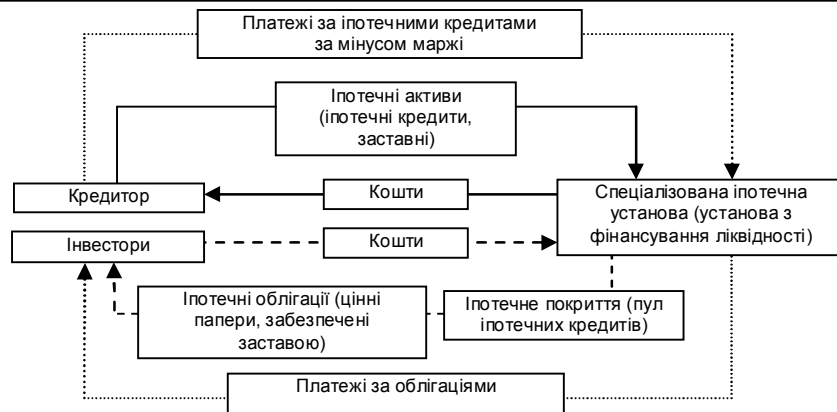 Платежі за іпотечними кредитами
за мінусом маржі
Іпотечні активи
(іпотечні кредити,
заставні)
Кредитор
Кошти
Спеціалізована іпотечна
установа (установа з
фінансування ліквідності)
Інвестори
Кошти
Іпотечні облігації (цінні
папери, забезпечені
заставою)
Іпотечне покриття (пул
іпотечних кредитів)
Платежі за облігаціями